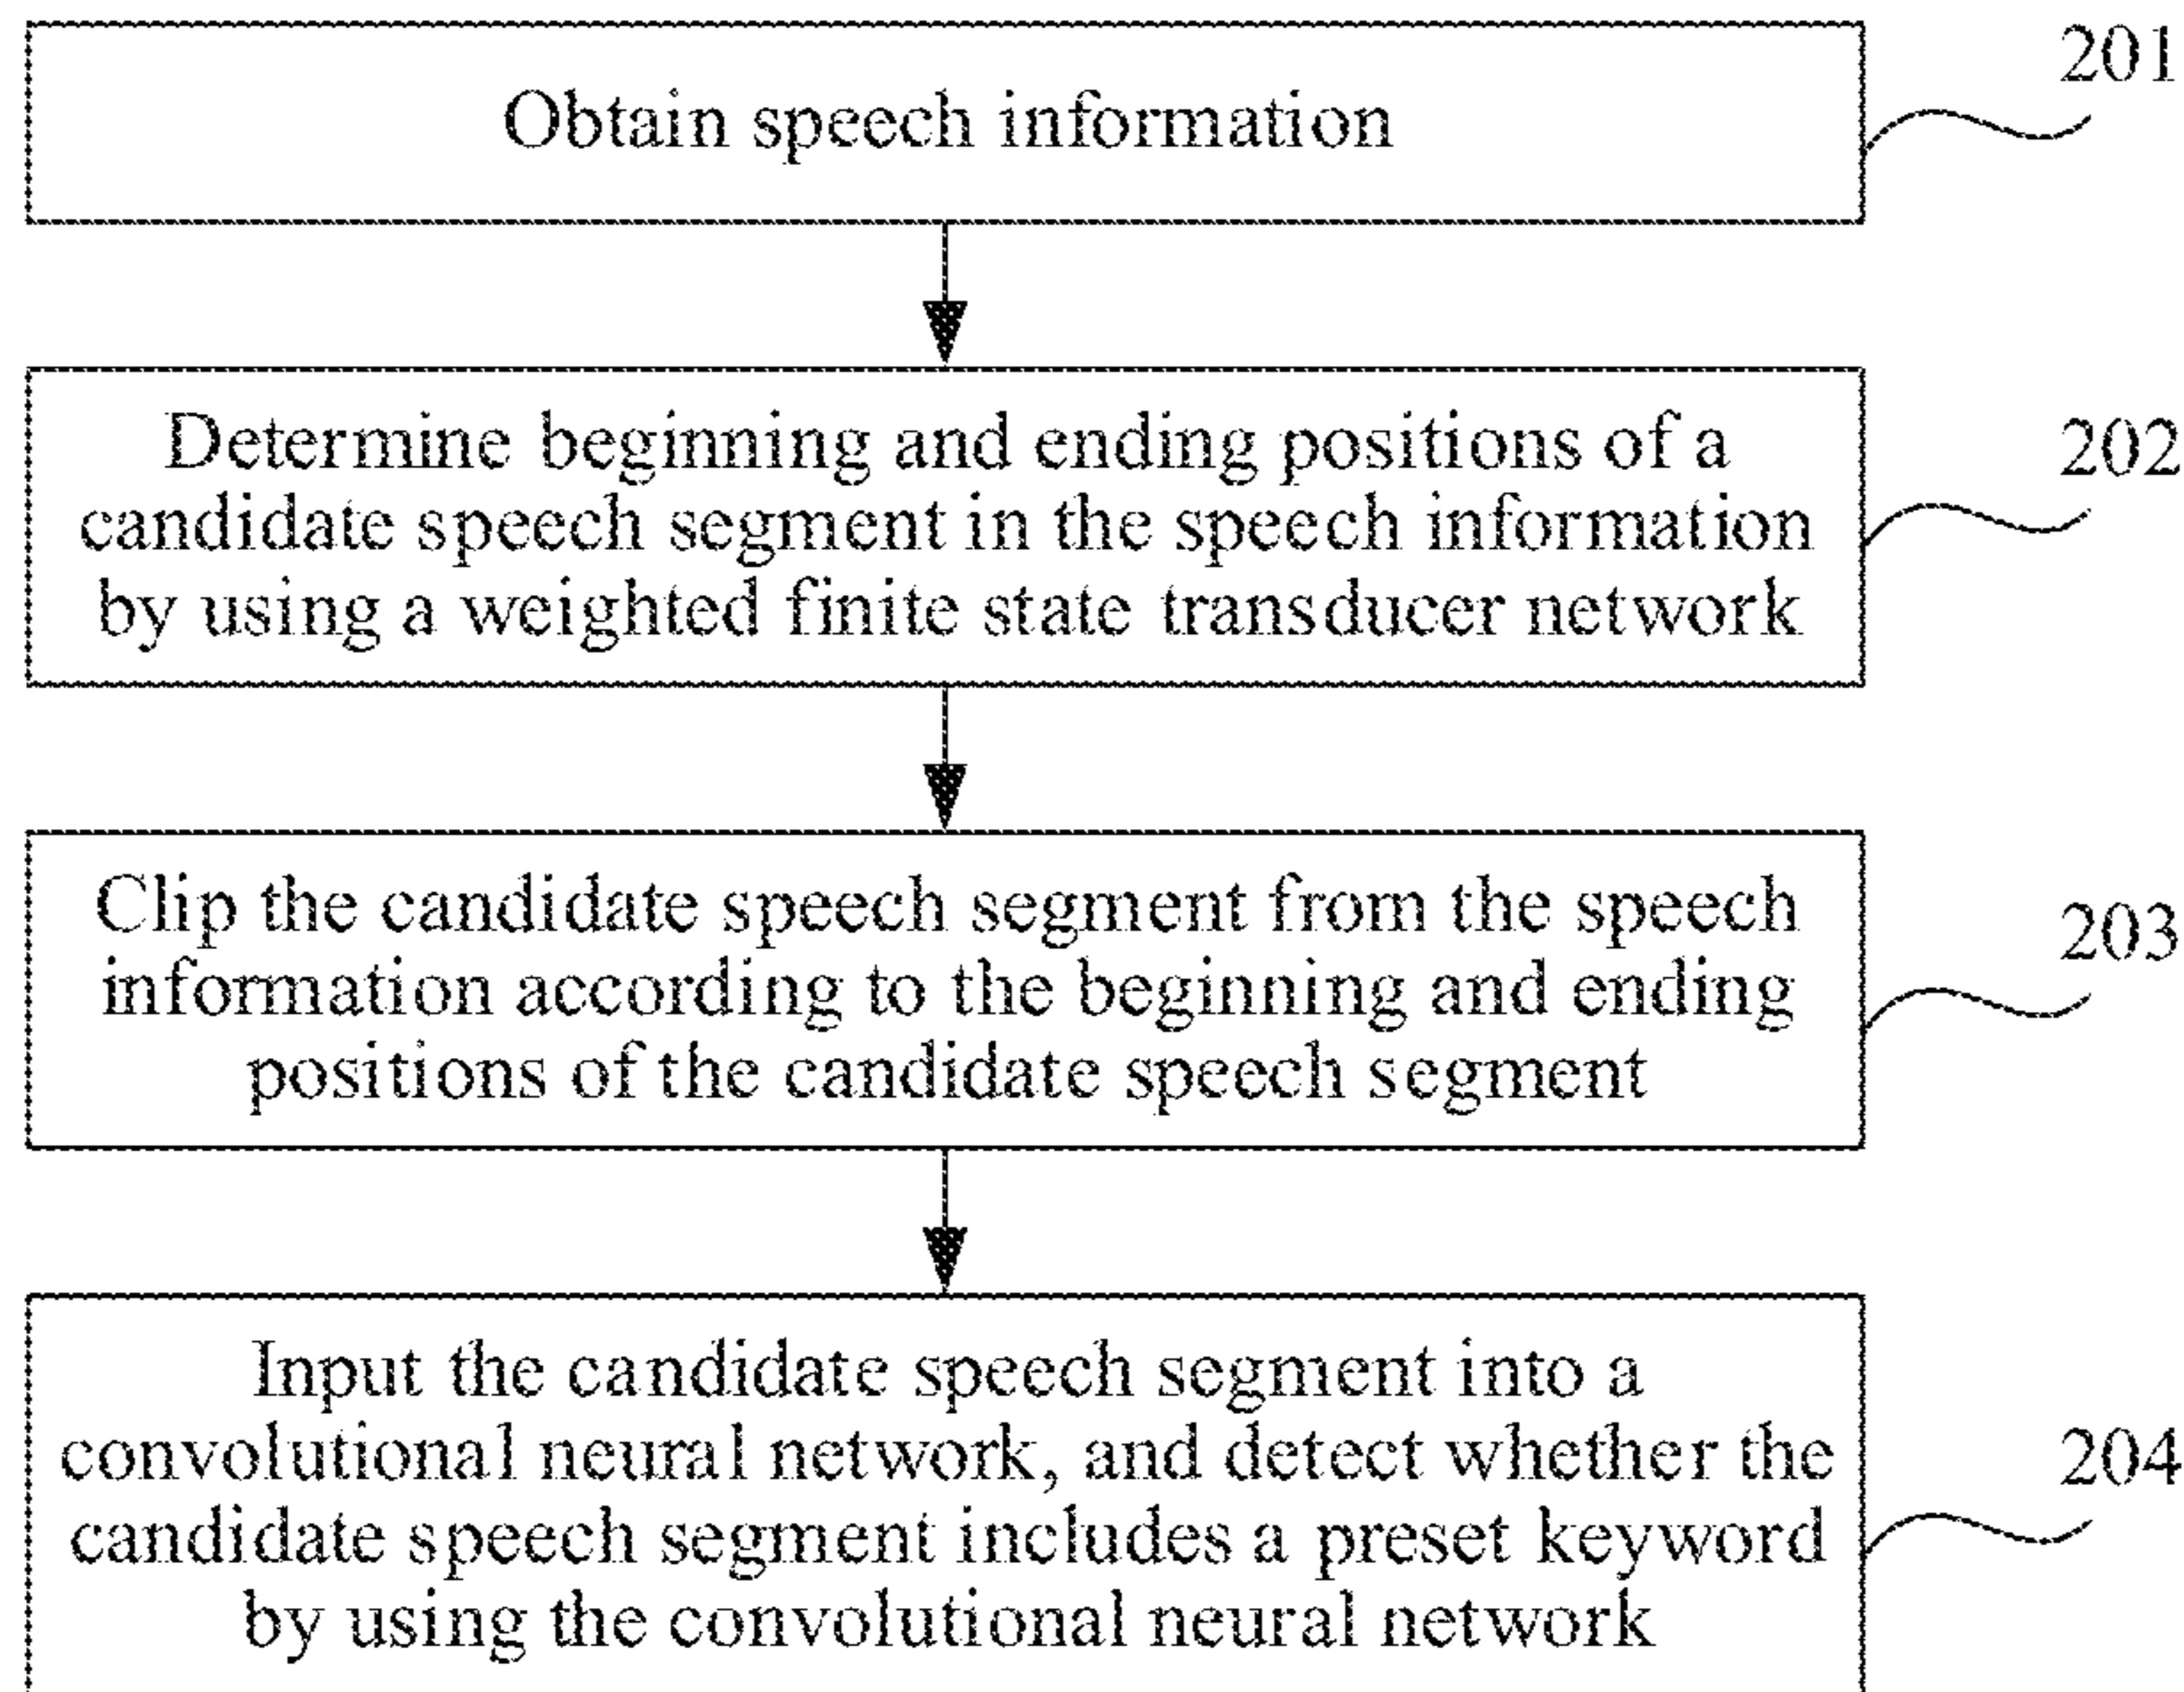 Obtain speech information
201
Determine beginning and ending positions of a
candidate speech segment in the speech information
by using a weighted finite state transducer network
202
Clip the candidate speech segment from the speech
information according to the beginning and ending
positions of the candidate speech segment
203
Input the candidate speech segment into a
convolutional neural network, and detect whether the
candidate speech segment includes a preset keyword
by using the convolutional neural network
204